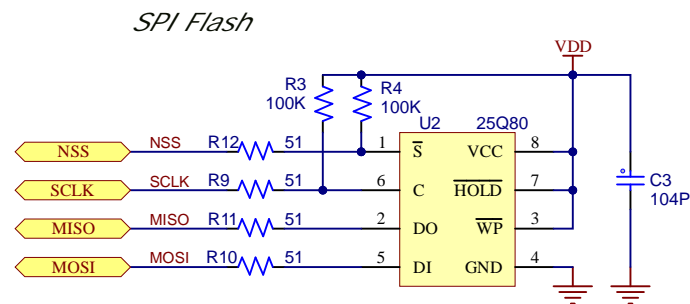 SPI Flash
VDD
R3
100K
R4
100K
U2
25Q80
NSS
NSS
R12
51
1
S
VCC
8
SCLK
SCLK
R9
51
6
C
HOLD
7
C3
104P
MISO
MISO
R11
51
2
DO
WP
3
MOSI
MOSI
R10
51
5
DI
GND
4